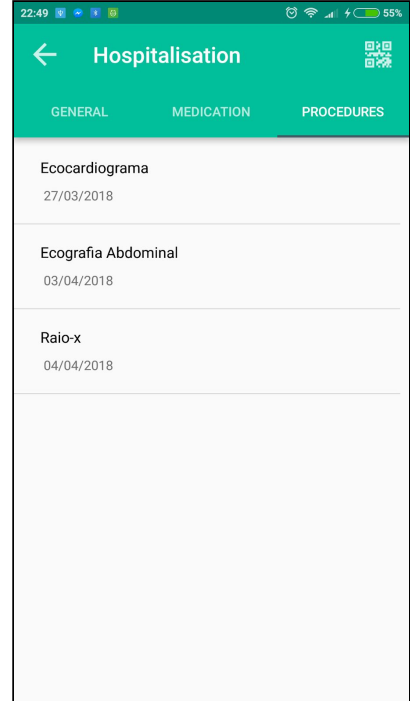 22:49
55%
Hospitalisation
GENERAL MEDICATION PROCEDURES
Ecocardiograma
27/03/2018
Ecografia Abdominal
03/04/2018
Raio-x
04/04/2018